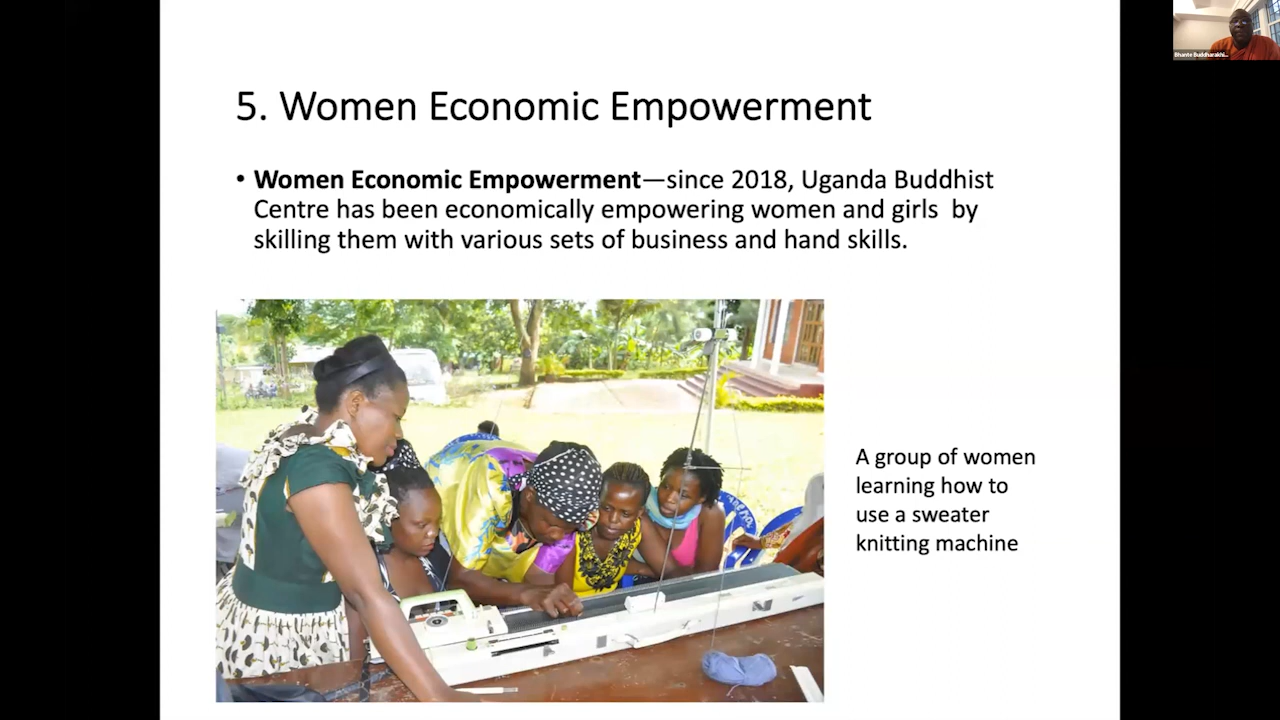 Bhante Buddharakhi...
5. Women Economic Empowerment
• Women Economic Empowerment—since 2018, Uganda Buddhist
Centre has been economically empowering women and girls  by
skilling them with various sets of business and hand skills.
A group of women
learning how to
use a sweater
knitting machine